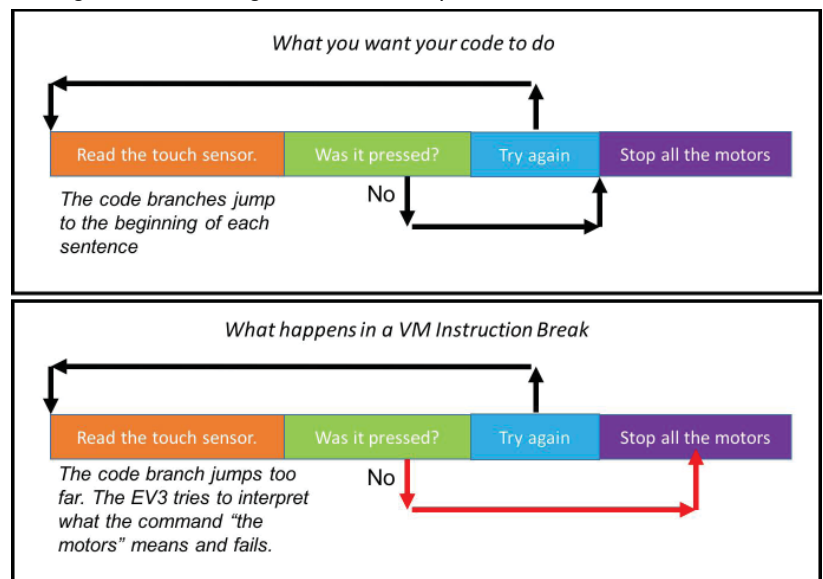 What you want your code to do
Read the touch sensor.
Was it pressed?
Try again
Stop all the motors
No
The code branches jump
to the beginning of each
sentence
What happens in a VM Instruction Break
Read the touch sensor.
Was it pressed?
Try again
Stop all the motors
No
The code branch jumps too
far. The EV3 tries to interpret
what the command “the
motors” means and fails.